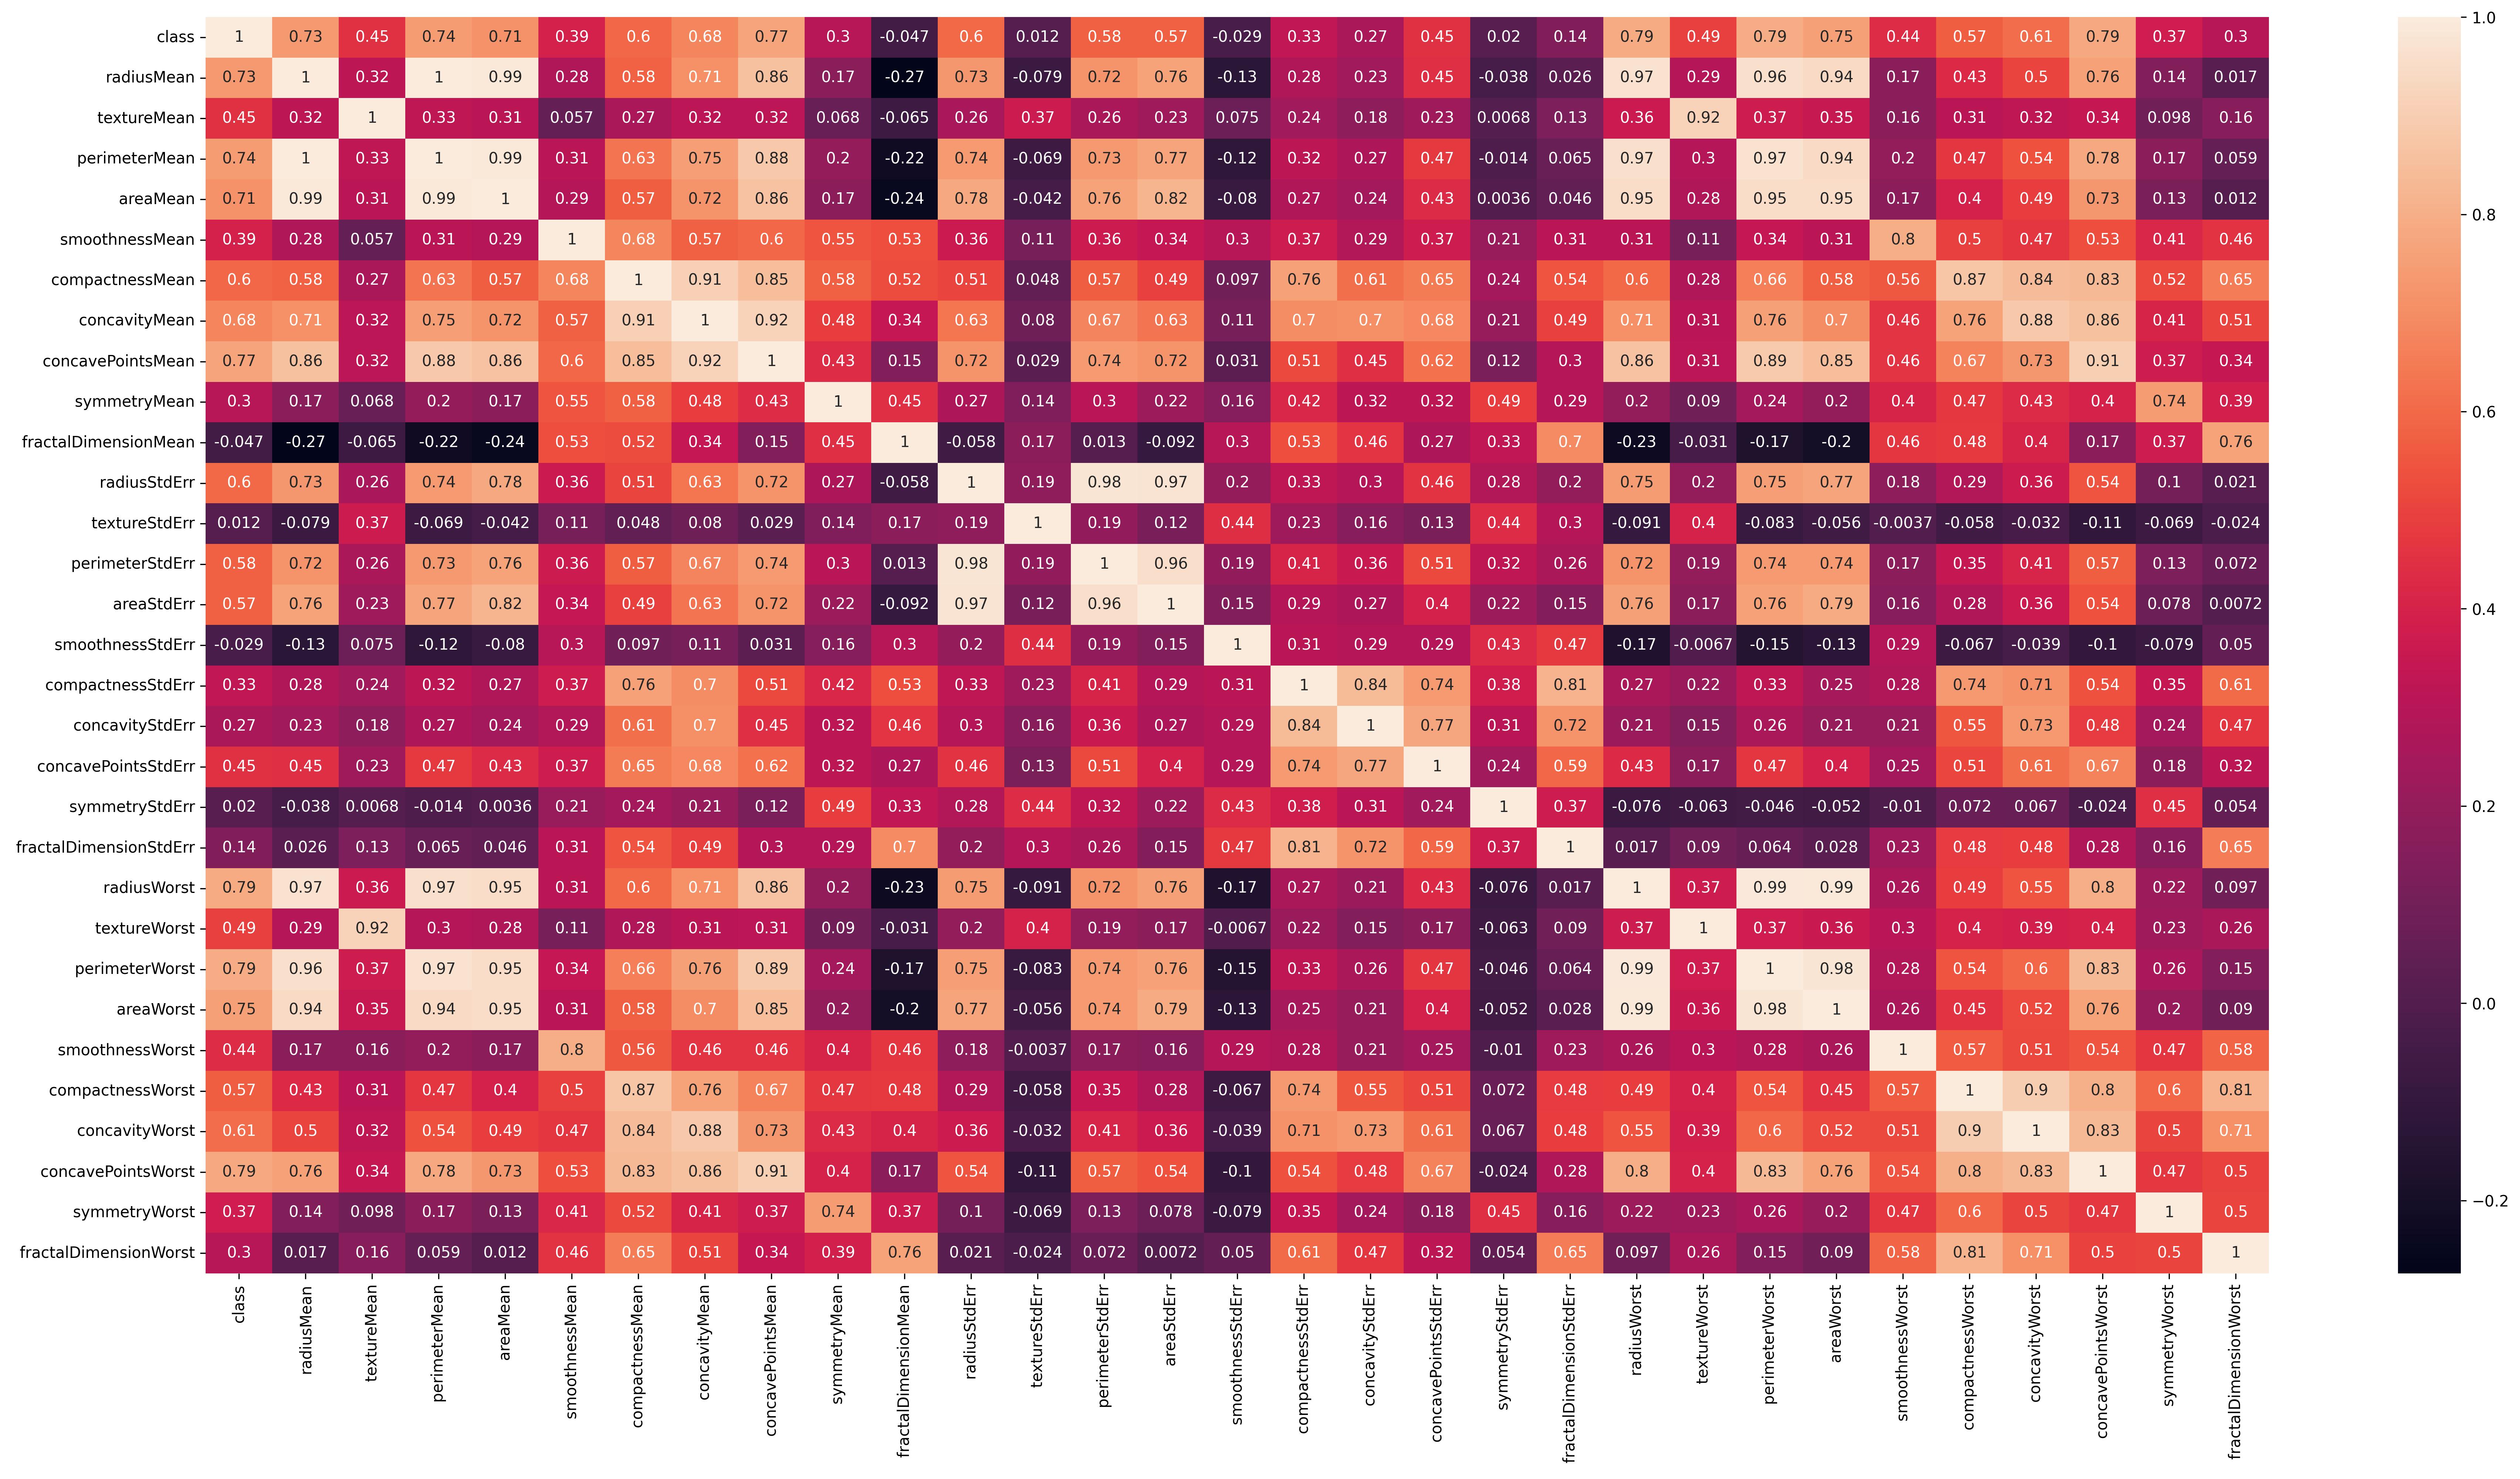 class 1 0.73 0.45 0.74 0.71 0.39 0.6 0.68 0.77 0.3 -0.047 0.6 0.012 0.58 0.57 -0.029 0.33 0.27 0.45 0.02 0.14 0.79 0.49 0.79 0.75 0.44 0.57 0.61 0.79 0.37 0.3
radiusMean 0.73 1 0.32 1 0.99 0.28 0.58 0.71 0.86 0.17 -0.27 0.73 -0.079 0.72 0.76 -0.13 0.28 0.23 0.45 -0.038 0.026 0.97 0.29 0.96 0.94 0.17 0.43 0.5 0.76 0.14 0.017
textureMean 0.45 0.32 1 0.33 0.31 0.057 0.27 0.32 0.32 0.068 -0.065 0.26 0.37 0.26 0.23 0.075 0.24 0.18 0.23 0.0068 0.13 0.36 0.92 0.37 0.35 0.16 0.31 0.32 0.34 0.098 0.16
perimeterMean 0.74 1 0.33 1 0.99 0.31 0.63 0.75 0.88 0.2 -0.22 0.74 -0.069 0.73 0.77 -0.12 0.32 0.27 0.47 -0.014 0.065 0.97 0.3 0.97 0.94 0.2 0.47 0.54 0.78 0.17 0.059
areaMean 0.71 0.99 0.31 0.99 1 0.29 0.57 0.72 0.86 0.17 -0.24 0.78 -0.042 0.76 0.82 -0.08 0.27 0.24 0.43 0.0036 0.046 0.95 0.28 0.95 0.95 0.17 0.4 0.49 0.73 0.13 0.012
smoothnessMean 0.39 0.28 0.057 0.31 0.29 1 0.68 0.57 0.6 0.55 0.53 0.36 0.11 0.36 0.34 0.3 0.37 0.29 0.37 0.21 0.31 0.31 0.11 0.34 0.31 0.8 0.5 0.47 0.53 0.41 0.46
compactnessMean 0.6 0.58 0.27 0.63 0.57 0.68 1 0.91 0.85 0.58 0.52 0.51 0.048 0.57 0.49 0.097 0.76 0.61 0.65 0.24 0.54 0.6 0.28 0.66 0.58 0.56 0.87 0.84 0.83 0.52 0.65
concavityMean 0.68 0.71 0.32 0.75 0.72 0.57 0.91 1 0.92 0.48 0.34 0.63 0.08 0.67 0.63 0.11 0.7 0.7 0.68 0.21 0.49 0.71 0.31 0.76 0.7 0.46 0.76 0.88 0.86 0.41 0.51
concavePointsMean 0.77 0.86 0.32 0.88 0.86 0.6 0.85 0.92 1 0.43 0.15 0.72 0.029 0.74 0.72 0.031 0.51 0.45 0.62 0.12 0.3 0.86 0.31 0.89 0.85 0.46 0.67 0.73 0.91 0.37 0.34
symmetryMean 0.3 0.17 0.068 0.2 0.17 0.55 0.58 0.48 0.43 1 0.45 0.27 0.14 0.3 0.22 0.16 0.42 0.32 0.32 0.49 0.29 0.2 0.09 0.24 0.2 0.4 0.47 0.43 0.4 0.74 0.39
fractalDimensionMean -0.047 -0.27 -0.065 -0.22 -0.24 0.53 0.52 0.34 0.15 0.45 1 -0.058 0.17 0.013 -0.092 0.3 0.53 0.46 0.27 0.33 0.7 -0.23 -0.031 -0.17 -0.2 0.46 0.48 0.4 0.17 0.37 0.76
radiusStdErr 0.6 0.73 0.26 0.74 0.78 0.36 0.51 0.63 0.72 0.27 -0.058 1 0.19 0.98 0.97 0.2 0.33 0.3 0.46 0.28 0.2 0.75 0.2 0.75 0.77 0.18 0.29 0.36 0.54 0.1 0.021
textureStdErr 0.012 -0.079 0.37 -0.069 -0.042 0.11 0.048 0.08 0.029 0.14 0.17 0.19 1 0.19 0.12 0.44 0.23 0.16 0.13 0.44 0.3 -0.091 0.4 -0.083 -0.056 -0.0037 -0.058 -0.032 -0.11 -0.069 -0.024
perimeterStdErr 0.58 0.72 0.26 0.73 0.76 0.36 0.57 0.67 0.74 0.3 0.013 0.98 0.19 1 0.96 0.19 0.41 0.36 0.51 0.32 0.26 0.72 0.19 0.74 0.74 0.17 0.35 0.41 0.57 0.13 0.072
areaStdErr 0.57 0.76 0.23 0.77 0.82 0.34 0.49 0.63 0.72 0.22 -0.092 0.97 0.12 0.96 1 0.15 0.29 0.27 0.4 0.22 0.15 0.76 0.17 0.76 0.79 0.16 0.28 0.36 0.54 0.078 0.0072
smoothnessStdErr -0.029 -0.13 0.075 -0.12 -0.08 0.3 0.097 0.11 0.031 0.16 0.3 0.2 0.44 0.19 0.15 1 0.31 0.29 0.29 0.43 0.47 -0.17 -0.0067 -0.15 -0.13 0.29 -0.067 -0.039 -0.1 -0.079 0.05
compactnessStdErr 0.33 0.28 0.24 0.32 0.27 0.37 0.76 0.7 0.51 0.42 0.53 0.33 0.23 0.41 0.29 0.31 1 0.84 0.74 0.38 0.81 0.27 0.22 0.33 0.25 0.28 0.74 0.71 0.54 0.35 0.61
concavityStdErr 0.27 0.23 0.18 0.27 0.24 0.29 0.61 0.7 0.45 0.32 0.46 0.3 0.16 0.36 0.27 0.29 0.84 1 0.77 0.31 0.72 0.21 0.15 0.26 0.21 0.21 0.55 0.73 0.48 0.24 0.47
concavePointsStdErr 0.45 0.45 0.23 0.47 0.43 0.37 0.65 0.68 0.62 0.32 0.27 0.46 0.13 0.51 0.4 0.29 0.74 0.77 1 0.24 0.59 0.43 0.17 0.47 0.4 0.25 0.51 0.61 0.67 0.18 0.32
symmetryStdErr 0.02 -0.038 0.0068 -0.014 0.0036 0.21 0.24 0.21 0.12 0.49 0.33 0.28 0.44 0.32 0.22 0.43 0.38 0.31 0.24 1 0.37 -0.076 -0.063 -0.046 -0.052 -0.01 0.072 0.067 -0.024 0.45 0.054
fractalDimensionStdErr 0.14 0.026 0.13 0.065 0.046 0.31 0.54 0.49 0.3 0.29 0.7 0.2 0.3 0.26 0.15 0.47 0.81 0.72 0.59 0.37 1 0.017 0.09 0.064 0.028 0.23 0.48 0.48 0.28 0.16 0.65
radiusWorst 0.79 0.97 0.36 0.97 0.95 0.31 0.6 0.71 0.86 0.2 -0.23 0.75 -0.091 0.72 0.76 -0.17 0.27 0.21 0.43 -0.076 0.017 1 0.37 0.99 0.99 0.26 0.49 0.55 0.8 0.22 0.097
textureWorst 0.49 0.29 0.92 0.3 0.28 0.11 0.28 0.31 0.31 0.09 -0.031 0.2 0.4 0.19 0.17 -0.0067 0.22 0.15 0.17 -0.063 0.09 0.37 1 0.37 0.36 0.3 0.4 0.39 0.4 0.23 0.26
perimeterWorst 0.79 0.96 0.37 0.97 0.95 0.34 0.66 0.76 0.89 0.24 -0.17 0.75 -0.083 0.74 0.76 -0.15 0.33 0.26 0.47 -0.046 0.064 0.99 0.37 1 0.98 0.28 0.54 0.6 0.83 0.26 0.15
areaWorst 0.75 0.94 0.35 0.94 0.95 0.31 0.58 0.7 0.85 0.2 -0.2 0.77 -0.056 0.74 0.79 -0.13 0.25 0.21 0.4 -0.052 0.028 0.99 0.36 0.98 1 0.26 0.45 0.52 0.76 0.2 0.09
smoothnessWorst 0.44 0.17 0.16 0.2 0.17 0.8 0.56 0.46 0.46 0.4 0.46 0.18 -0.0037 0.17 0.16 0.29 0.28 0.21 0.25 -0.01 0.23 0.26 0.3 0.28 0.26 1 0.57 0.51 0.54 0.47 0.58
compactnessWorst 0.57 0.43 0.31 0.47 0.4 0.5 0.87 0.76 0.67 0.47 0.48 0.29 -0.058 0.35 0.28 -0.067 0.74 0.55 0.51 0.072 0.48 0.49 0.4 0.54 0.45 0.57 1 0.9 0.8 0.6 0.81
concavityWorst 0.61 0.5 0.32 0.54 0.49 0.47 0.84 0.88 0.73 0.43 0.4 0.36 -0.032 0.41 0.36 -0.039 0.71 0.73 0.61 0.067 0.48 0.55 0.39 0.6 0.52 0.51 0.9 1 0.83 0.5 0.71
concavePointsWorst 0.79 0.76 0.34 0.78 0.73 0.53 0.83 0.86 0.91 0.4 0.17 0.54 -0.11 0.57 0.54 -0.1 0.54 0.48 0.67 -0.024 0.28 0.8 0.4 0.83 0.76 0.54 0.8 0.83 1 0.47 0.5
symmetryWorst 0.37 0.14 0.098 0.17 0.13 0.41 0.52 0.41 0.37 0.74 0.37 0.1 -0.069 0.13 0.078 -0.079 0.35 0.24 0.18 0.45 0.16 0.22 0.23 0.26 0.2 0.47 0.6 0.5 0.47 1 0.5
fractalDimensionWorst 0.3 0.017 0.16 0.059 0.012 0.46 0.65 0.51 0.34 0.39 0.76 0.021 -0.024 0.072 0.0072 0.05 0.61 0.47 0.32 0.054 0.65 0.097 0.26 0.15 0.09 0.58 0.81 0.71 0.5 0.5 1
class
radiusMean
textureMean
perimeterMean
areaMean
smoothnessMean
compactnessMean
concavityMean
concavePointsMean
symmetryMean
fractalDimensionMean
radiusStdErr
textureStdErr
perimeterStdErr
areaStdErr
smoothnessStdErr
compactnessStdErr
concavityStdErr
concavePointsStdErr
symmetryStdErr
fractalDimensionStdErr
radiusWorst
textureWorst
perimeterWorst
areaWorst
smoothnessWorst
compactnessWorst
concavityWorst
concavePointsWorst
symmetryWorst
fractalDimensionWorst
1.0
0.8
0.6
0.4
0.2
0.0
−0.2